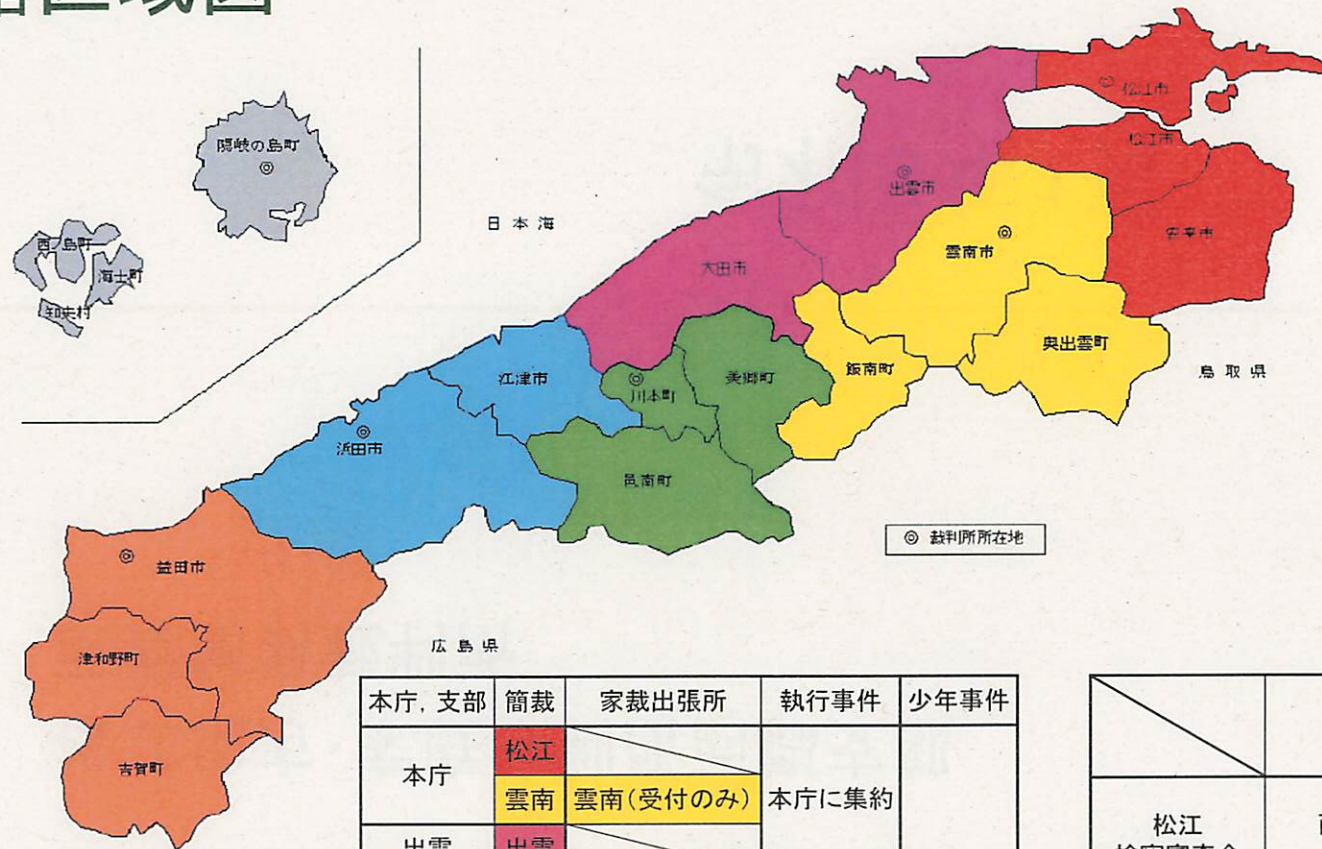 区域図
隠岐の島町
西ノ島町
海士町
知夫村
日本海
松江市
松江市
安来市
出雲市
雲南市
大田市
奥出雲町
飯南町
鳥取県
美郷町
川本町
江津市
浜田市
邑南町
◎ 裁判所所在地
益田市
津和野町
吉賀町
広島県
本庁, 支部 簡裁 家裁出張所 執行事件 少年事件
本庁 松江
雲南 雲南(受付のみ) 本庁に集約
出雲 出雲
松江